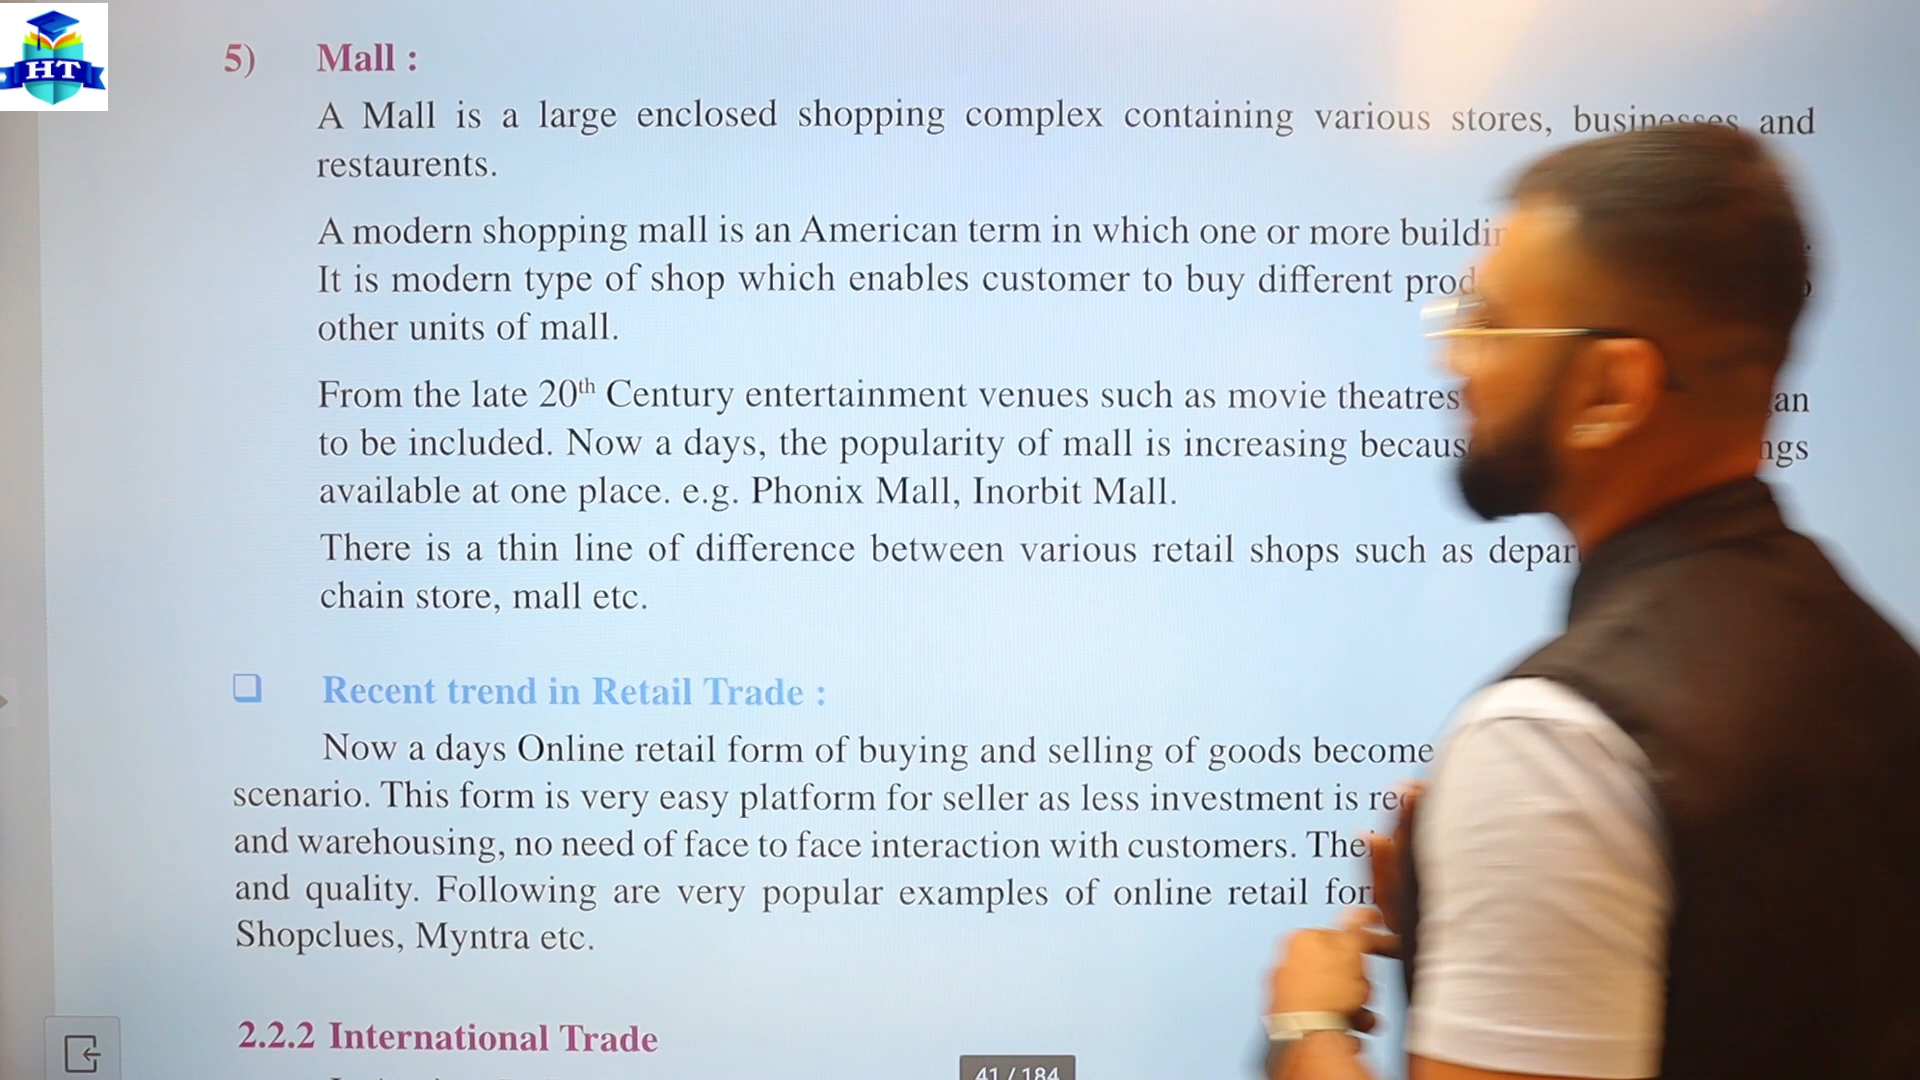 HT
5) Mall :
A Mall is a large enclosed shopping complex containing various stores, businesses and
restaurents.
A modern shopping mall is an American term in which one or more
It is modern type of shop which enables customer to buy different
other units of mall.
From the late 20th Century entertainment venues such as movie theatres
to be included. Now a days, the popularity of mall is increasing
available at one place. e.g. Phonix Mall, Inorbit Mall.
There is a thin line of difference between various retail shops such as
chain store, mall etc.
❑ Recent trend in Retail Trade :
Now a days Online retail form of buying and selling of goods become
scenario. This form is very easy platform for seller as less investment is
and warehousing, no need of face to face interaction with customers.
and quality. Following are very popular examples of online retail
Shopclues, Myntra etc.
2.2.2 International Trade
41 / 184